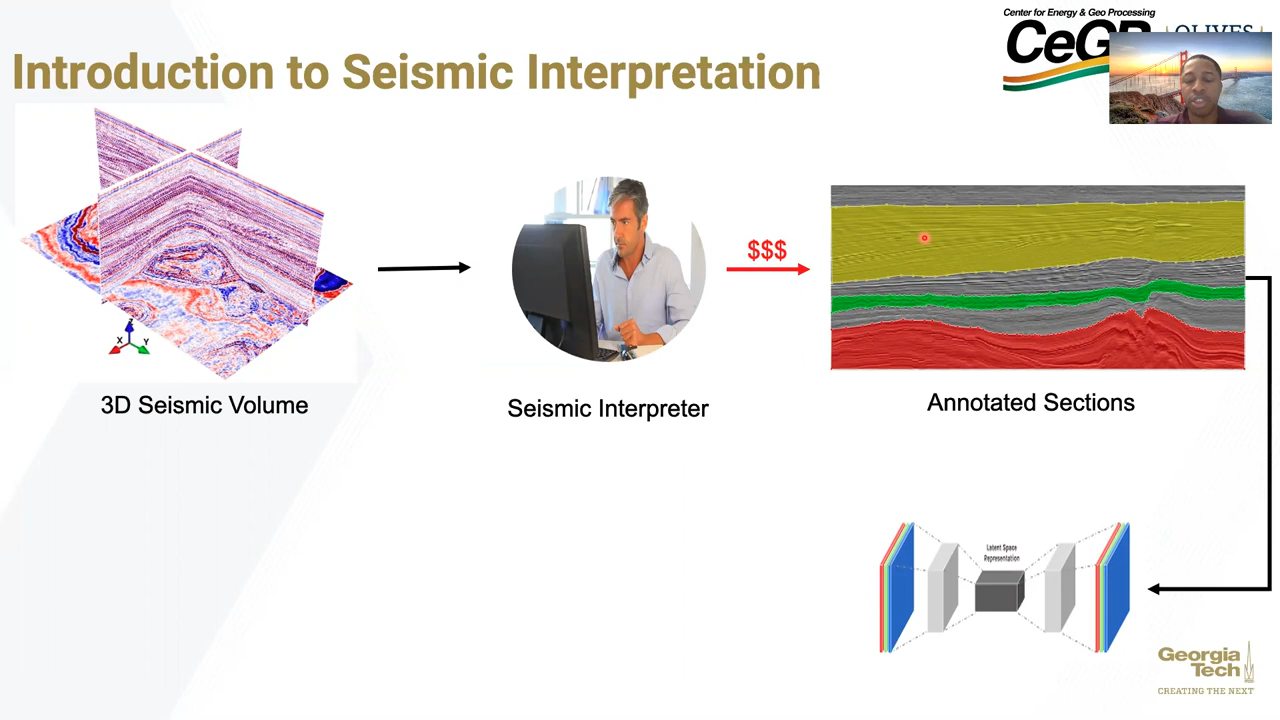 Center for Energy & Geo Processing
OLIVES
Introduction to Seismic Interpretation
$$$
X
Y
3D Seismic Volume
Seismic Interpreter
Annotated Sections
Latent Space
Representation
Georgia
Tech
CREATING THE NEXT